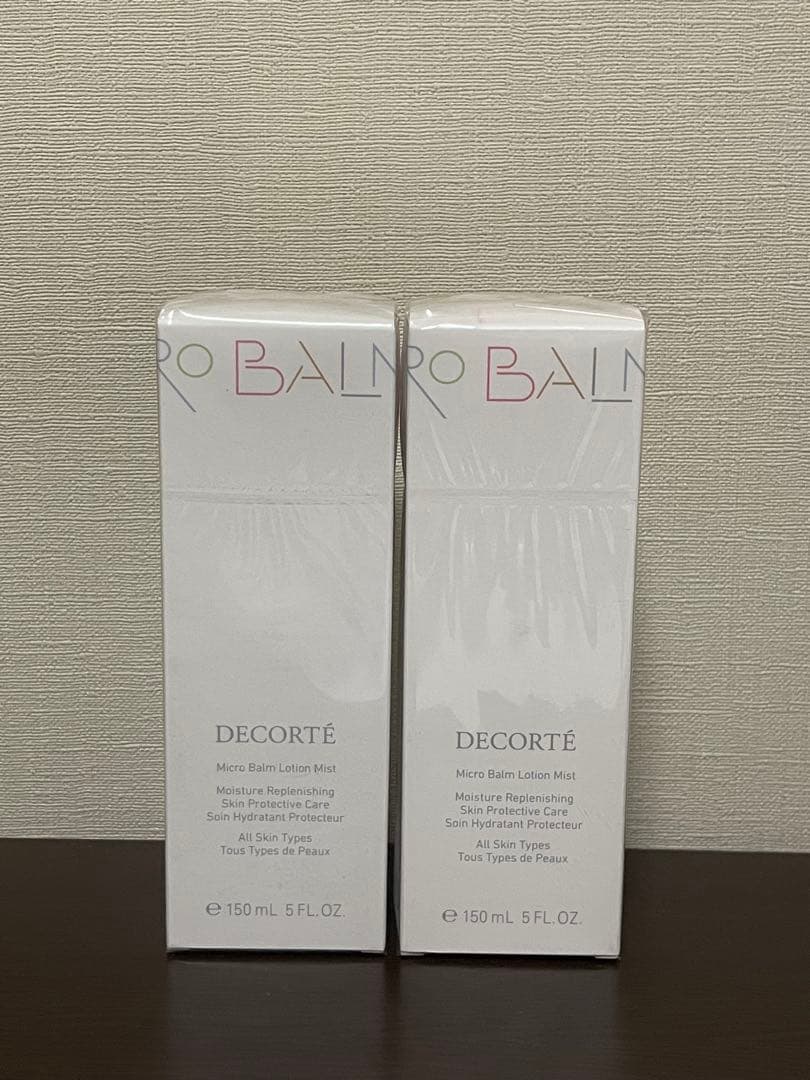 RO BALM
DECORTÉ
Micro Balm Lotion Mist
Moisture Replenishing
Skin Protective Care
Soin Hydratant Protecteur
All Skin Types
Tous Types de Peaux
℮ 150 mL 5 FL. OZ.
RO BALM
DECORTÉ
Micro Balm Lotion Mist
Moisture Replenishing
Skin Protective Care
Soin Hydratant Protecteur
All Skin Types
Tous Types de Peaux
℮ 150 mL 5 FL. OZ.